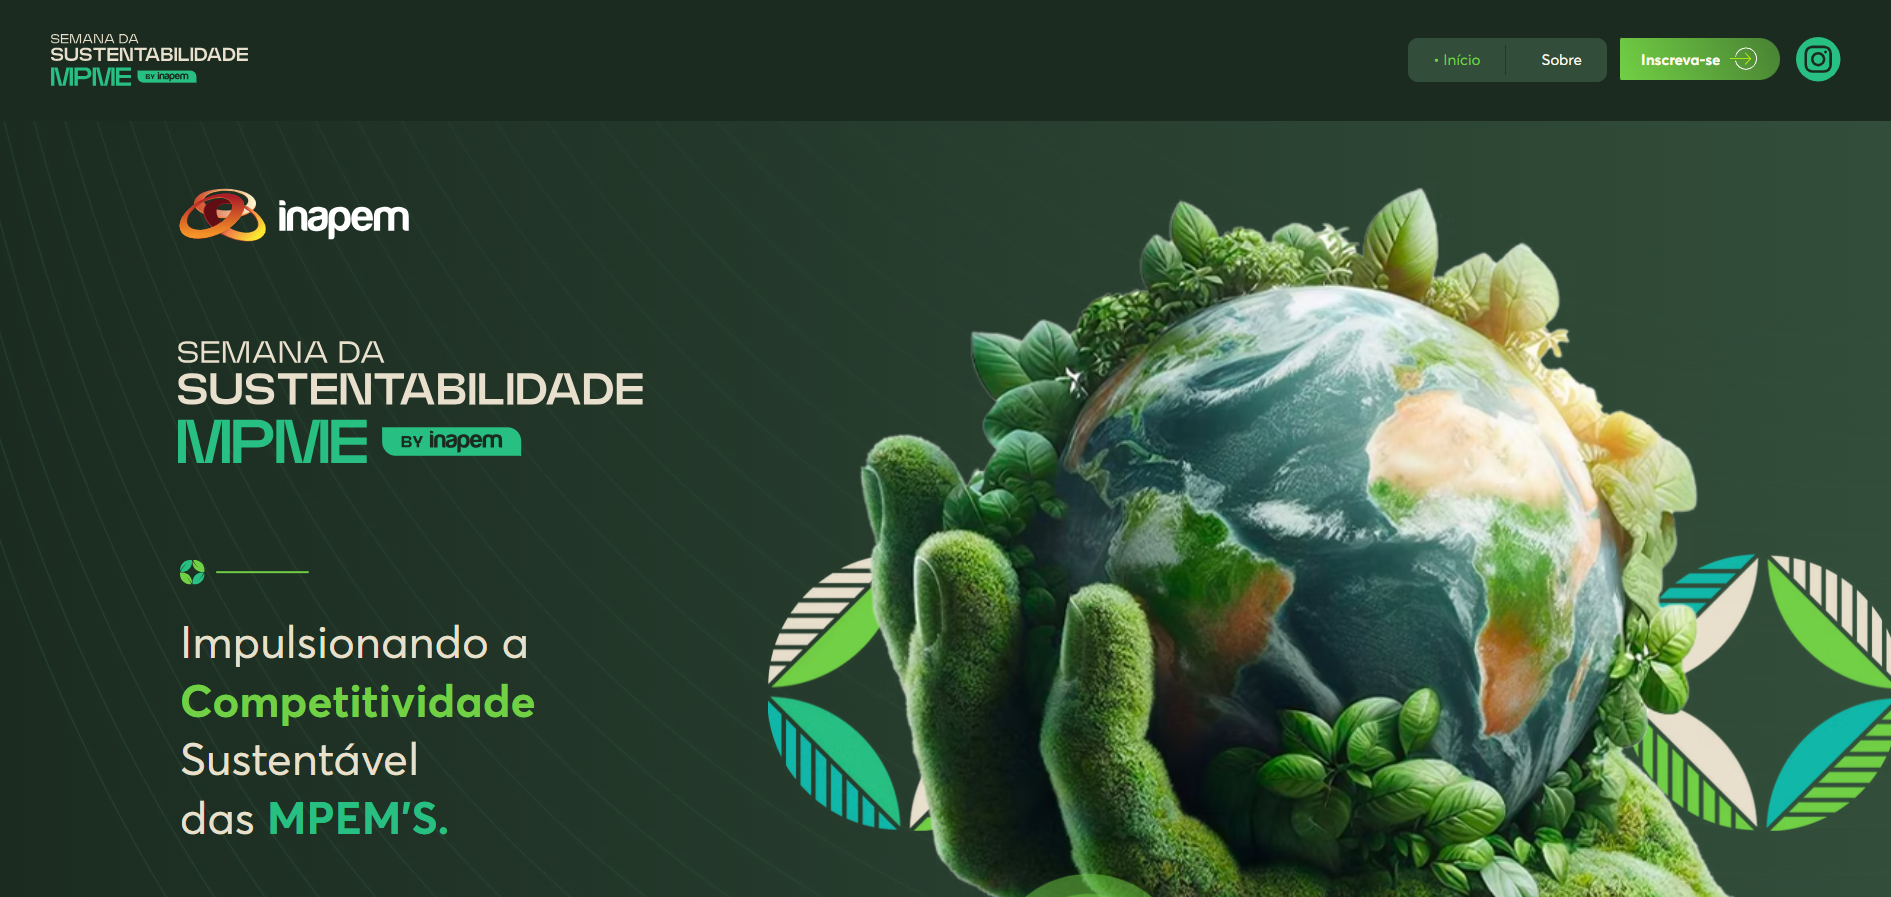 SEMANA DA
SUSTENTABILIDADE
MPME BY inapem
• Início
Sobre
Inscreva-se
inapem
SEMANA DA
SUSTENTABILIDADE
MPME BY inapem
Impulsionando a
Competitividade
Sustentável
das MPEM'S.